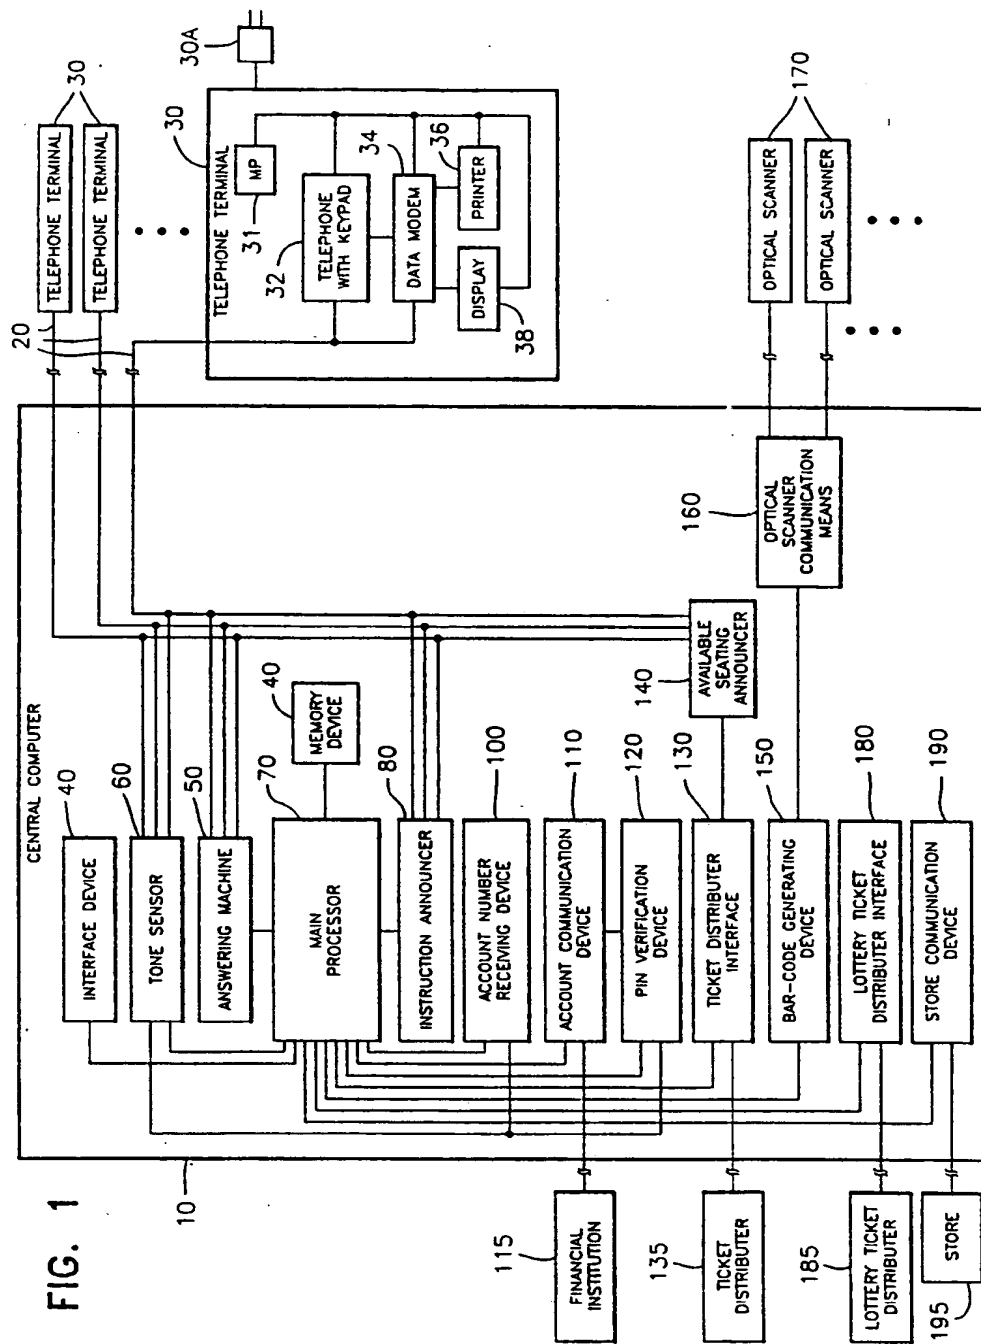 FIG. 1
10
CENTRAL COMPUTER
40
INTERFACE DEVICE
60
TONE SENSOR
50
ANSWERING MACHINE
70
MAIN
PROCESSOR
40
MEMORY
DEVICE
80
INSTRUCTION ANNOUNCER
100
ACCOUNT NUMBER
RECEIVING DEVICE
110
ACCOUNT COMMUNICATION
DEVICE
120
PIN VERIFICATION
DEVICE
130
TICKET DISTRIBUTER
INTERFACE
140
AVAILABLE
SEATING
ANNOUNCER
150
BAR-CODE GENERATING
DEVICE
160
OPTICAL
SCANNER
COMMUNICATION
MEANS
180
LOTTERY TICKET
DISTRIBUTER INTERFACE
190
STORE COMMUNICATION
DEVICE
115
FINANCIAL
INSTITUTION
135
TICKET
DISTRIBUTER
185
LOTTERY TICKET
DISTRIBUTER
195
STORE
20
TELEPHONE TERMINAL
TELEPHONE TERMINAL
30
30
30A
TELEPHONE TERMINAL
31
MP
32
TELEPHONE
WITH KEYPAD
34
DATA MODEM
36
PRINTER
38
DISPLAY
170
OPTICAL SCANNER
OPTICAL SCANNER